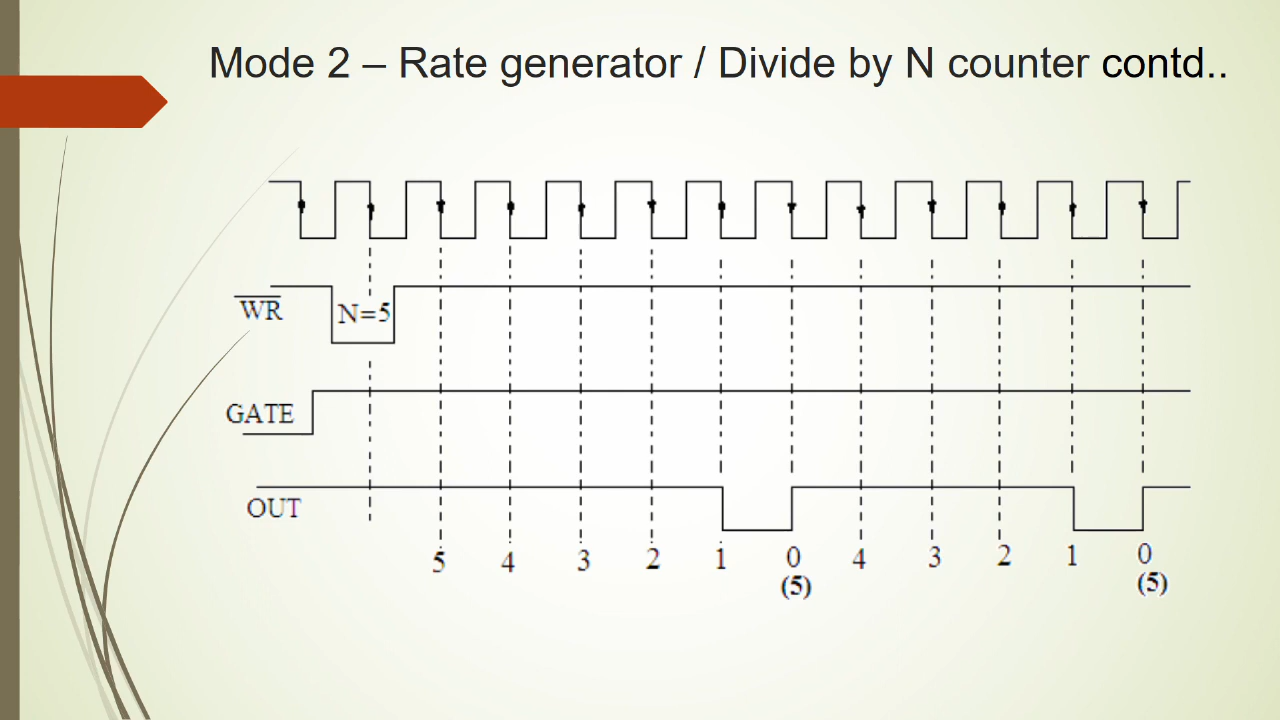 Mode 2 – Rate generator / Divide by N counter contd..
WR
N=5
GATE
OUT
5 4 3 2 1 0 4 3 2 1 0
(5) (5)